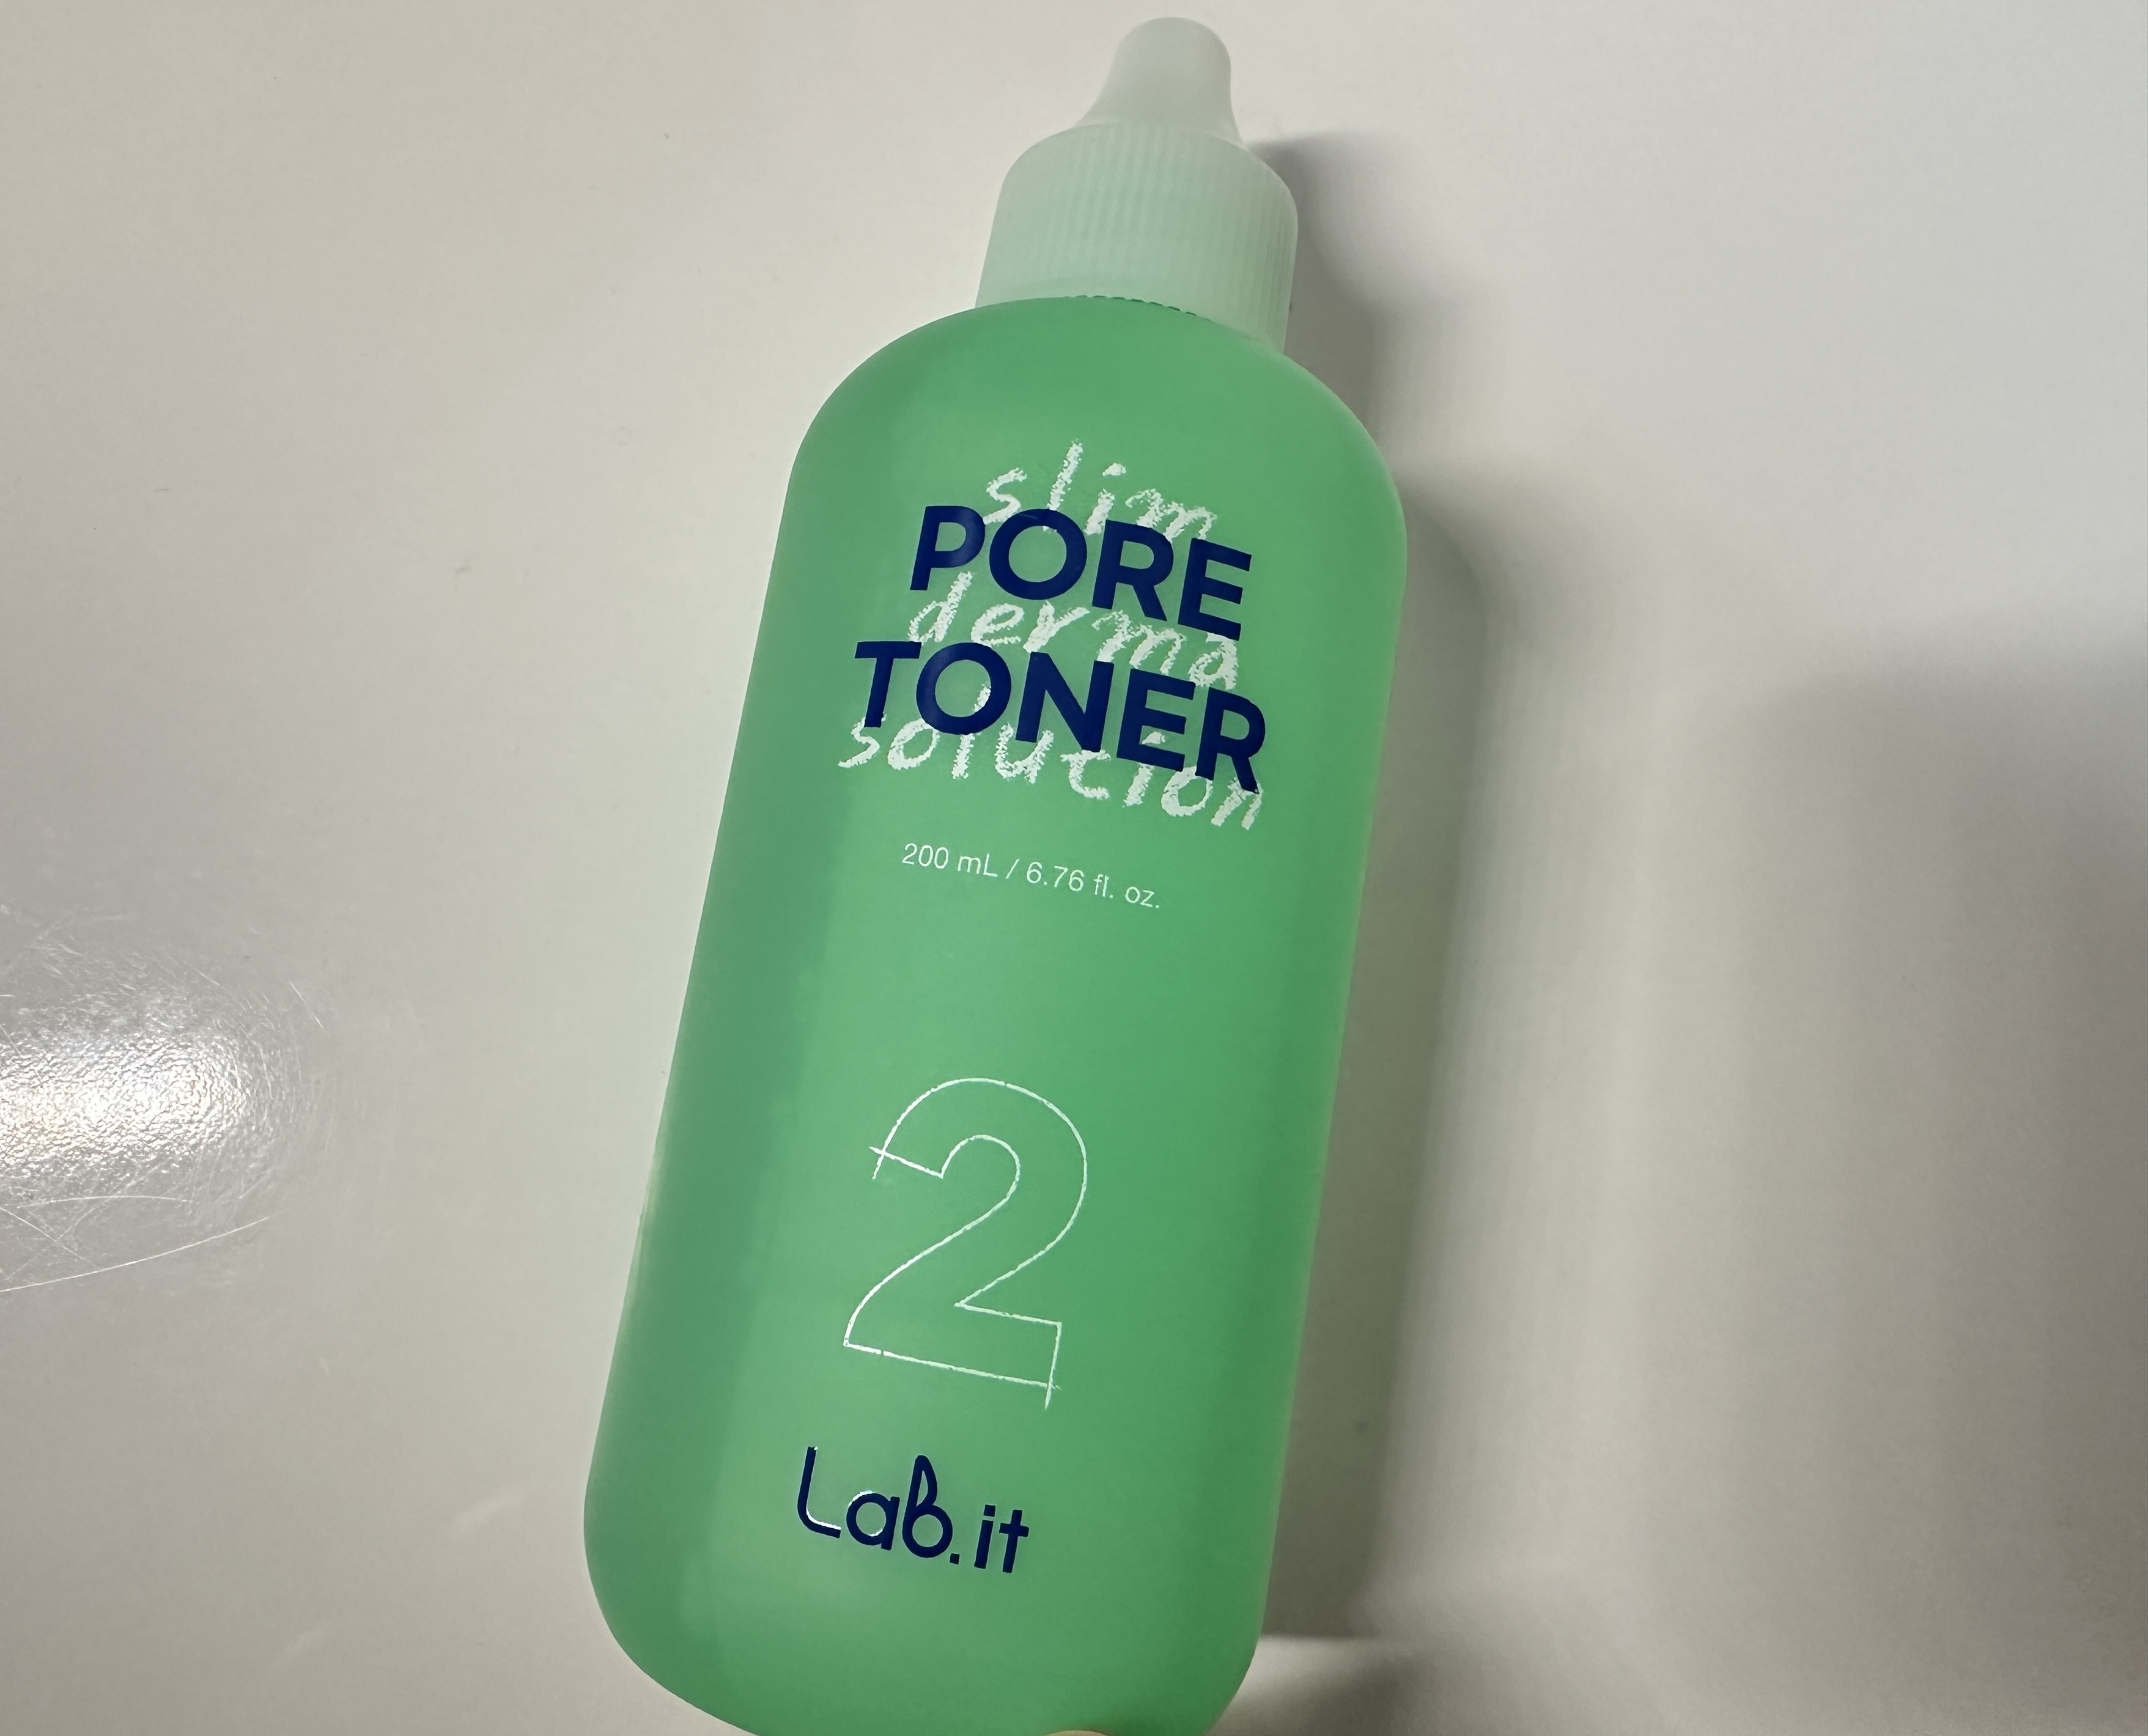 slim
PORE
derma
TONER
solution
200 mL / 6.76 fl. oz.
2
Lab.it